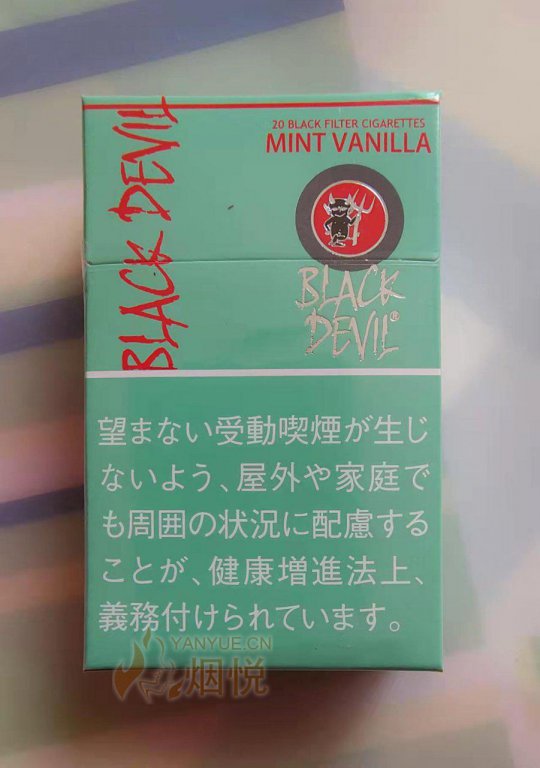 BLACK DEVIL
20 BLACK FILTER CIGARETTES
MINT VANILLA
BLACK
DEVIL®
望まない受動喫煙が生じ
ないよう、屋外や家庭で
も周囲の状況に配慮する
ことが、健康増進法上、
義務付けられています。
YANYUE.CN
烟悦